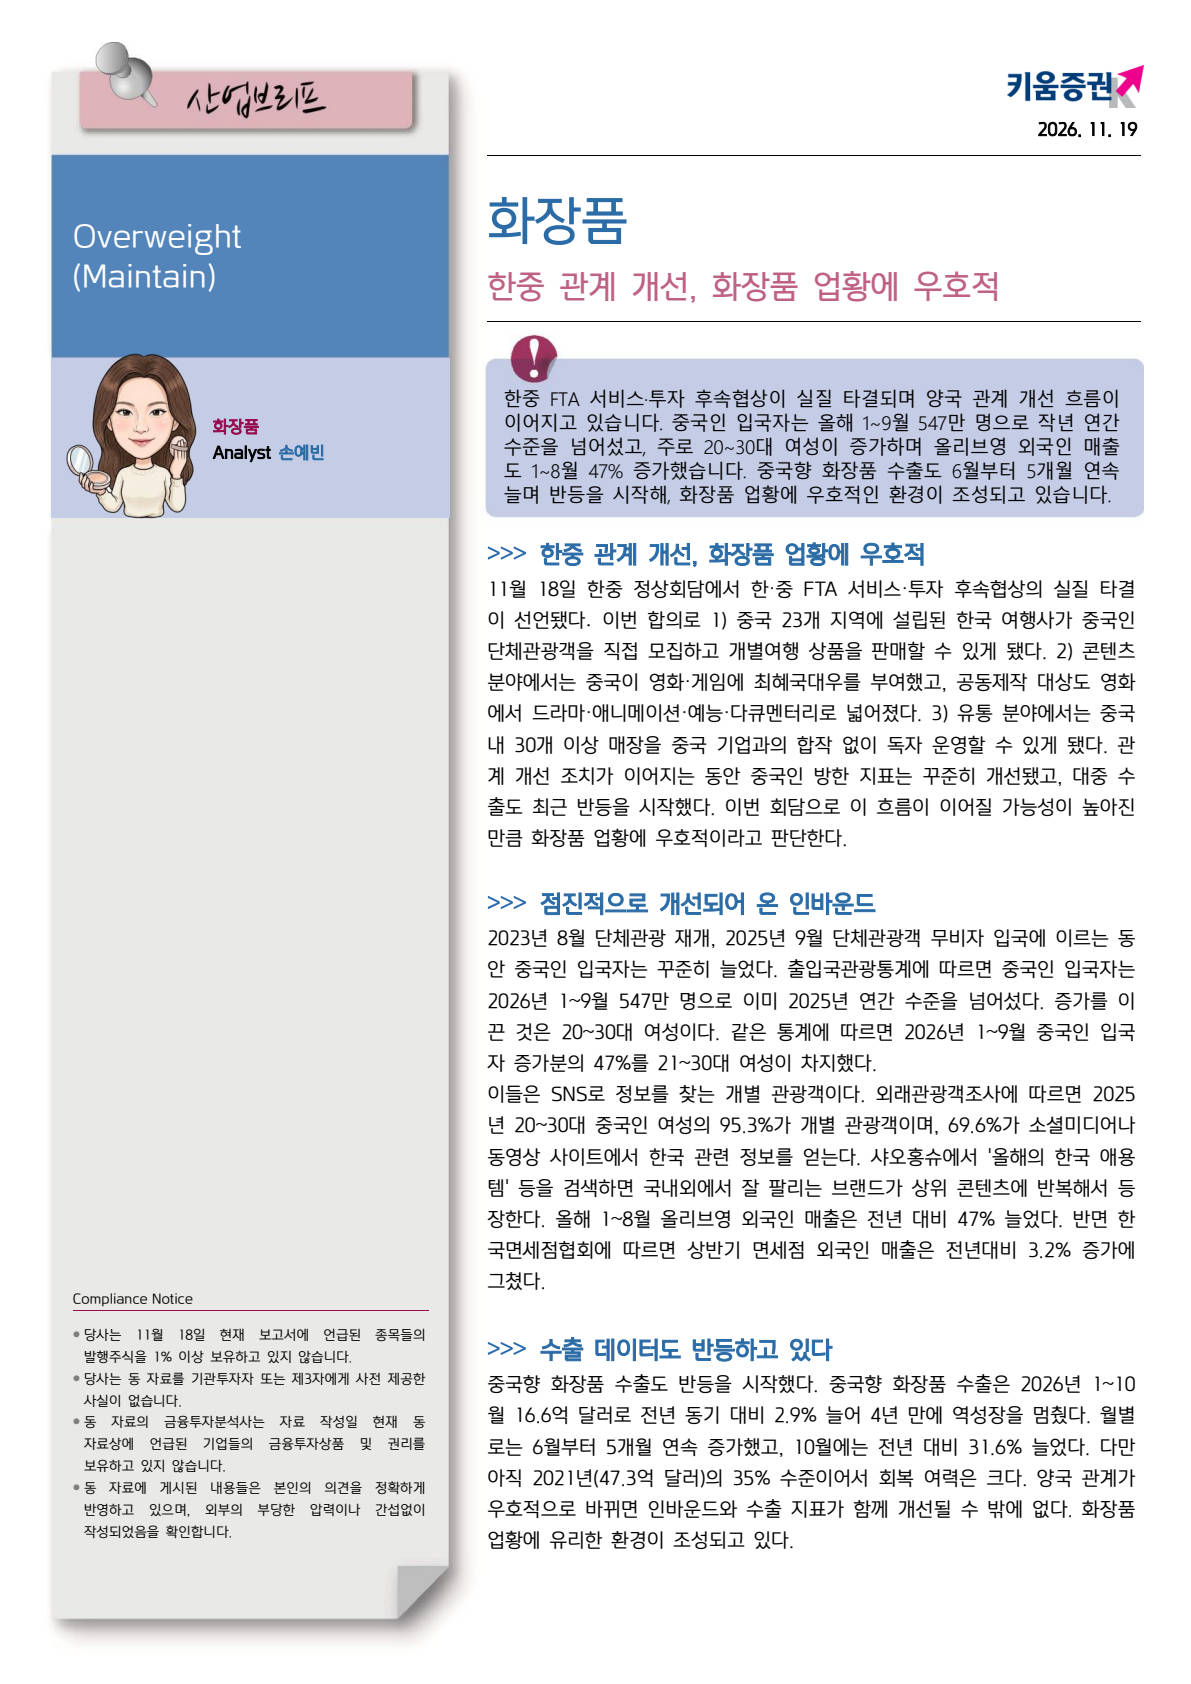 산업브리프
키움증권
2026. 11. 19
Overweight
(Maintain)
화장품
Analyst 손예빈
화장품
한중 관계 개선, 화장품 업황에 우호적
한중 FTA 서비스·투자 후속협상이 실질 타결되며 양국 관계 개선 흐름이
이어지고 있습니다. 중국인 입국자는 올해 1~9월 547만 명으로 작년 연간
수준을 넘어섰고, 주로 20~30대 여성이 증가하며 올리브영 외국인 매출
도 1~8월 47% 증가했습니다. 중국향 화장품 수출도 6월부터 5개월 연속
늘며 반등을 시작해, 화장품 업황에 우호적인 환경이 조성되고 있습니다.
>>> 한중 관계 개선, 화장품 업황에 우호적
11월 18일 한중 정상회담에서 한·중 FTA 서비스·투자 후속협상의 실질 타결
이 선언됐다. 이번 합의로 1) 중국 23개 지역에 설립된 한국 여행사가 중국인
단체관광객을 직접 모집하고 개별여행 상품을 판매할 수 있게 됐다. 2) 콘텐츠
분야에서는 중국이 영화·게임에 최혜국대우를 부여했고, 공동제작 대상도 영화
에서 드라마·애니메이션·예능·다큐멘터리로 넓어졌다. 3) 유통 분야에서는 중국
내 30개 이상 매장을 중국 기업과의 합작 없이 독자 운영할 수 있게 됐다. 관
계 개선 조치가 이어지는 동안 중국인 방한 지표는 꾸준히 개선됐고, 대중 수
출도 최근 반등을 시작했다. 이번 회담으로 이 흐름이 이어질 가능성이 높아진
만큼 화장품 업황에 우호적이라고 판단한다.
>>> 점진적으로 개선되어 온 인바운드
2023년 8월 단체관광 재개, 2025년 9월 단체관광객 무비자 입국에 이르는 동
안 중국인 입국자는 꾸준히 늘었다. 출입국관광통계에 따르면 중국인 입국자는
2026년 1~9월 547만 명으로 이미 2025년 연간 수준을 넘어섰다. 증가를 이
끈 것은 20~30대 여성이다. 같은 통계에 따르면 2026년 1~9월 중국인 입국
자 증가분의 47%를 21~30대 여성이 차지했다.
이들은 SNS로 정보를 찾는 개별 관광객이다. 외래관광객조사에 따르면 2025
년 20~30대 중국인 여성의 95.3%가 개별 관광객이며, 69.6%가 소셜미디어나
동영상 사이트에서 한국 관련 정보를 얻는다. 샤오홍슈에서 '올해의 한국 애용
템' 등을 검색하면 국내외에서 잘 팔리는 브랜드가 상위 콘텐츠에 반복해서 등
장한다. 올해 1~8월 올리브영 외국인 매출은 전년 대비 47% 늘었다. 반면 한
국면세점협회에 따르면 상반기 면세점 외국인 매출은 전년대비 3.2% 증가에
그쳤다.
>>> 수출 데이터도 반등하고 있다
중국향 화장품 수출도 반등을 시작했다. 중국향 화장품 수출은 2026년 1~10
월 16.6억 달러로 전년 동기 대비 2.9% 늘어 4년 만에 역성장을 멈췄다. 월별
로는 6월부터 5개월 연속 증가했고, 10월에는 전년 대비 31.6% 늘었다. 다만
아직 2021년(47.3억 달러)의 35% 수준이어서 회복 여력은 크다. 양국 관계가
우호적으로 바뀌면 인바운드와 수출 지표가 함께 개선될 수 밖에 없다. 화장품
업황에 유리한 환경이 조성되고 있다.
Compliance Notice
● 당사는 11월 18일 현재 보고서에 언급된 종목들의
발행주식을 1% 이상 보유하고 있지 않습니다.
● 당사는 동 자료를 기관투자자 또는 제3자에게 사전 제공한
사실이 없습니다.
● 동 자료의 금융투자분석사는 자료 작성일 현재 동
자료상에 언급된 기업들의 금융투자상품 및 권리를
보유하고 있지 않습니다.
● 동 자료에 게시된 내용들은 본인의 의견을 정확하게
반영하고 있으며, 외부의 부당한 압력이나 간섭없이
작성되었음을 확인합니다.